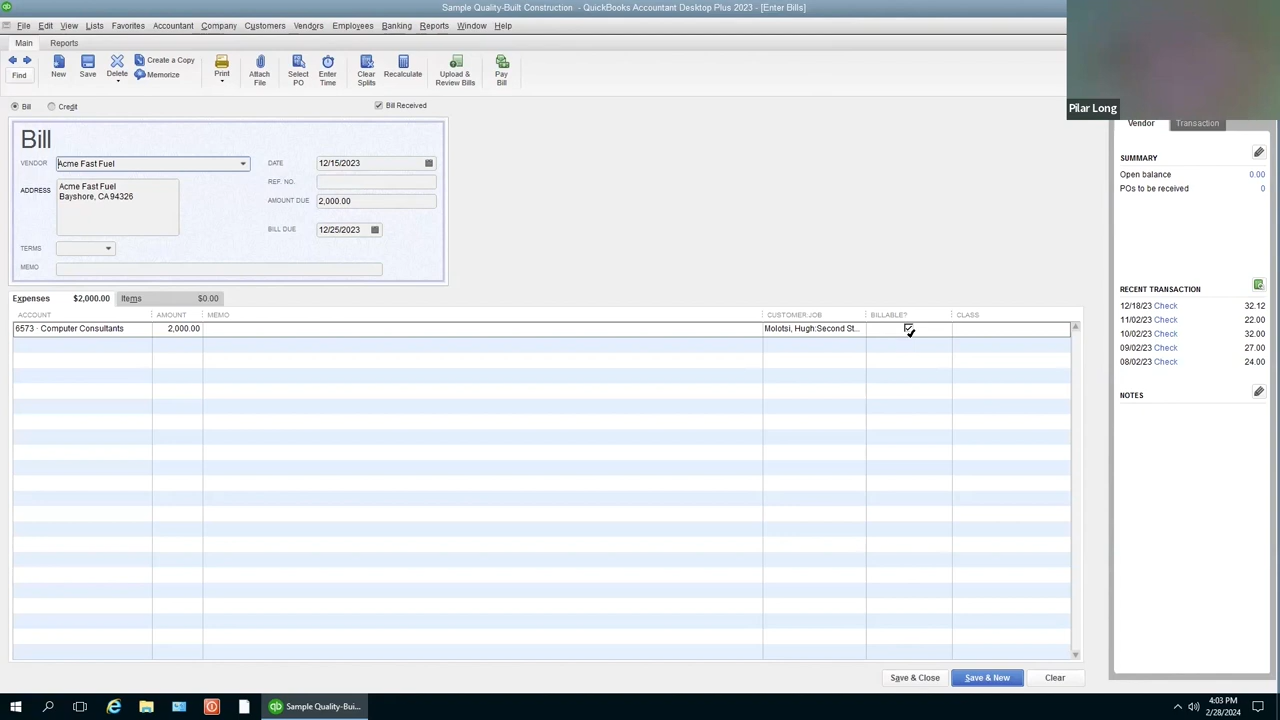 Sample Quality-Built Construction - QuickBooks Accountant Desktop Plus 2023 - [Enter Bills]
File Edit View Lists Favorites Accountant Company Customers Vendors Employees Banking Reports Window Help
Main Reports
Find New Save Delete Create a Copy Memorize Print Attach File Select PO Enter Time Clear Splits Recalculate Upload & Review Bills Pay Bill
Pilar Long
Bill Credit Bill Received
Bill
VENDOR Acme Fast Fuel
ADDRESS Acme Fast Fuel
Bayshore, CA 94326
TERMS
MEMO
DATE 12/15/2023
REF. NO.
AMOUNT DUE 2,000.00
BILL DUE 12/25/2023
Expenses $2,000.00 Items $0.00
ACCOUNT AMOUNT MEMO CUSTOMER:JOB BILLABLE? CLASS
6573 · Computer Consultants 2,000.00 Molotsi, Hugh:Second St...
Save & Close Save & New Clear
Vendor Transaction
SUMMARY
Open balance 0.00
POs to be received 0
RECENT TRANSACTION
12/18/23 Check 32.12
11/02/23 Check 22.00
10/02/23 Check 32.00
09/02/23 Check 27.00
08/02/23 Check 24.00
NOTES
Sample Quality-Buil...
4:03 PM
2/28/2024